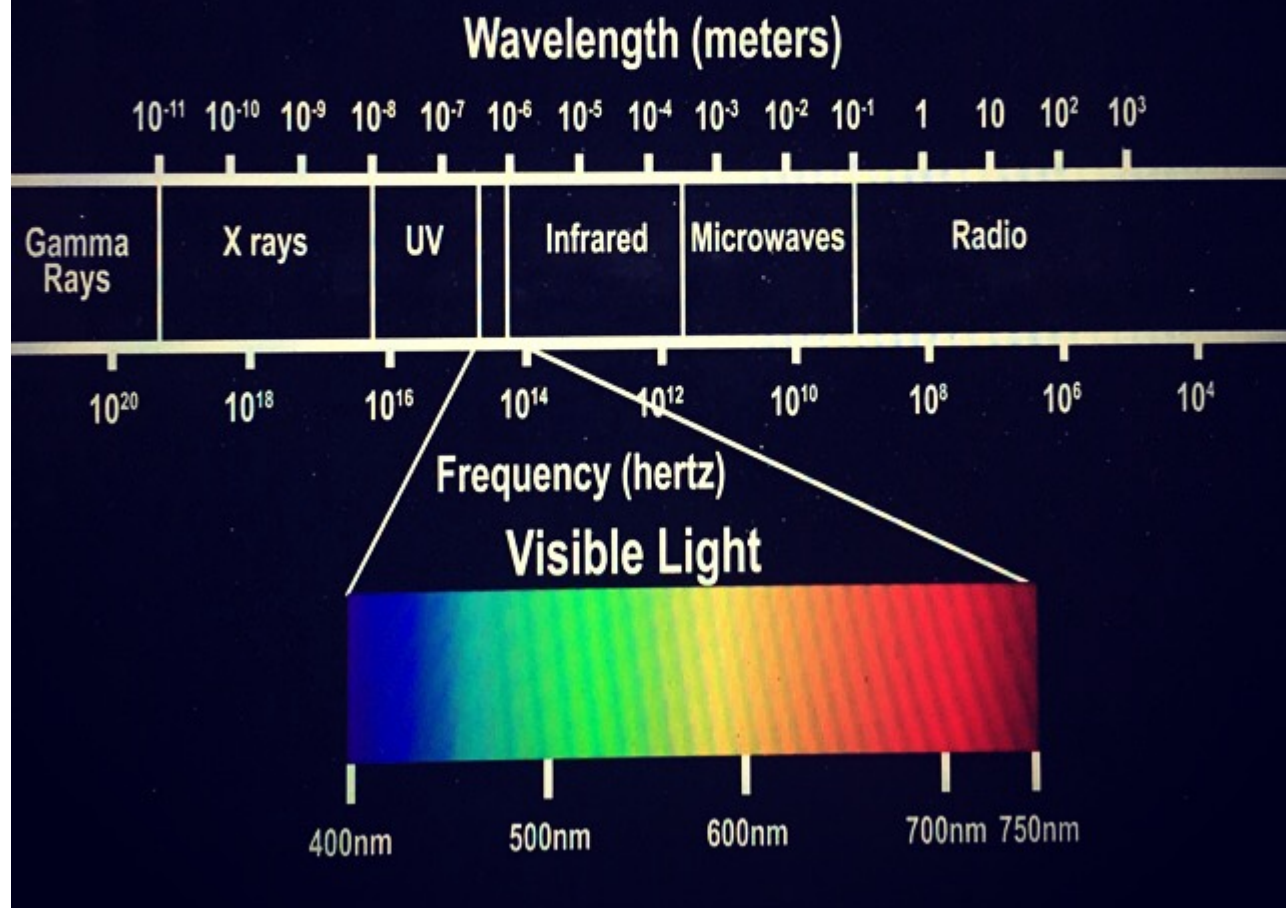 Wavelength (meters)
10⁻¹¹ 10⁻¹⁰ 10⁻⁹ 10⁻⁸ 10⁻⁷ 10⁻⁶ 10⁻⁵ 10⁻⁴ 10⁻³ 10⁻² 10⁻¹ 1 10 10² 10³
Gamma
Rays
X rays
UV
Infrared
Microwaves
Radio
10²⁰ 10¹⁸ 10¹⁶ 10¹⁴ 10¹² 10¹⁰ 10⁸ 10⁶ 10⁴
Frequency (hertz)
Visible Light
400nm 500nm 600nm 700nm 750nm